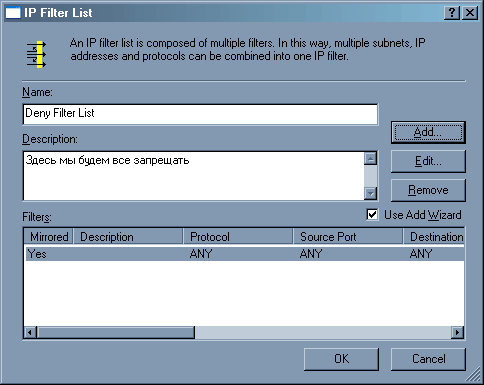 IP Filter List
An IP filter list is composed of multiple filters. In this way, multiple subnets, IP
addresses and protocols can be combined into one IP filter.
Name:
Deny Filter List
Add...
Description:
Здесь мы будем все запрещать
Edit...
Remove
Filters:
Use Add Wizard
Mirrored Description Protocol Source Port Destination
Yes ANY ANY ANY
OK Cancel